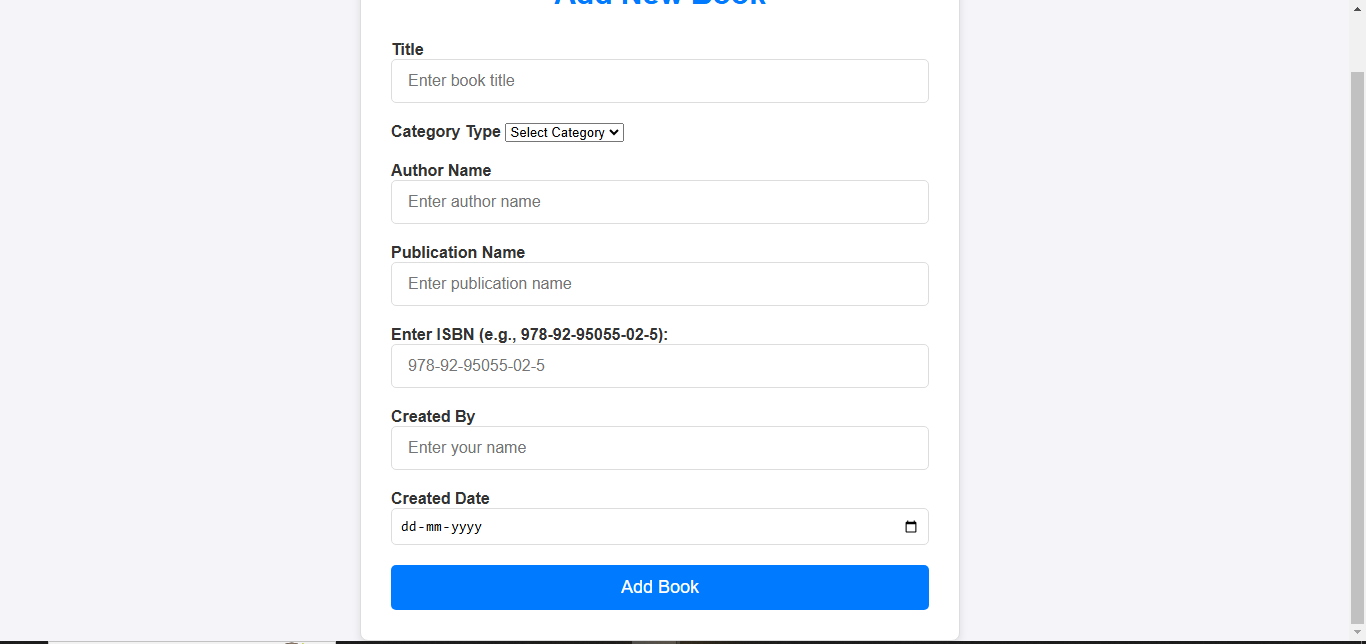 Add New Book
Title
Enter book title
Category Type Select Category
Author Name
Enter author name
Publication Name
Enter publication name
Enter ISBN (e.g., 978-92-95055-02-5):
978-92-95055-02-5
Created By
Enter your name
Created Date
dd-mm-yyyy
Add Book